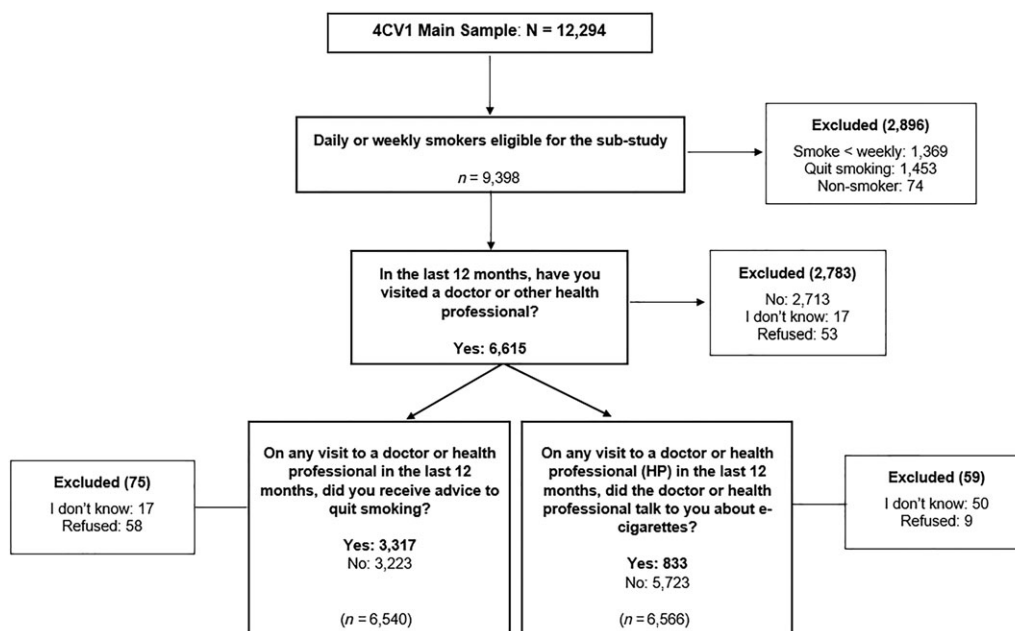 4CV1 Main Sample: N = 12,294
Daily or weekly smokers eligible for the sub-study
n = 9,398
Excluded (2,896)
Smoke < weekly: 1,369
Quit smoking: 1,453
Non-smoker: 74
In the last 12 months, have you
visited a doctor or other health
professional?
Yes: 6,615
Excluded (2,783)
No: 2,713
I don't know: 17
Refused: 53
Excluded (75)
I don't know: 17
Refused: 58
On any visit to a doctor or health
professional in the last 12
months, did you receive advice to
quit smoking?
Yes: 3,317
No: 3,223
(n = 6,540)
On any visit to a doctor or health
professional (HP) in the last 12
months, did the doctor or health
professional talk to you about e-
cigarettes?
Yes: 833
No: 5,723
(n = 6,566)
Excluded (59)
I don't know: 50
Refused: 9